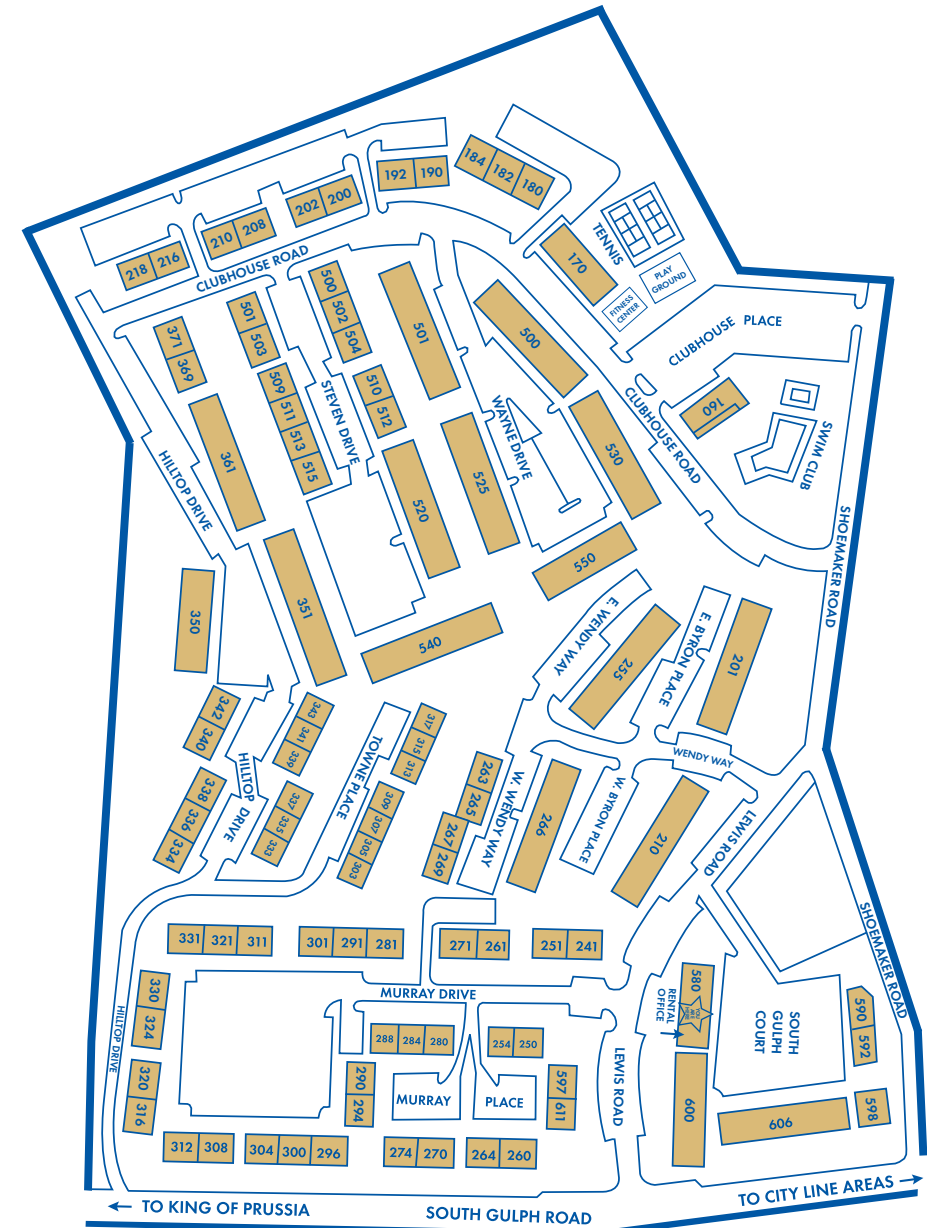 184
182
180
192
190
202
200
210
208
218
216
CLUBHOUSE ROAD
170
TENNIS
PLAY
GROUND
FITNESS
CENTER
CLUBHOUSE PLACE
500
502
504
501
503
501
500
371
369
509
511
513
515
510
512
STEVEN DRIVE
WAYNE DRIVE
CLUBHOUSE ROAD
160
SWIM CLUB
361
HILLTOP DRIVE
520
525
530
550
SHOEMAKER ROAD
351
350
540
E. WENDY WAY
255
E. BYRON PLACE
201
342
340
343
341
339
317
315
313
TOWNE PLACE
HILLTOP DRIVE
338
336
334
337
335
333
309
307
305
303
263
265
267
269
W. WENDY WAY
266
W. BYRON PLACE
WENDY WAY
210
LEWIS ROAD
SHOEMAKER ROAD
331
321
311
301
291
281
271
261
251
241
MURRAY DRIVE
330
324
HILLTOP DRIVE
320
316
288
284
280
254
250
290
294
MURRAY
PLACE
597
611
LEWIS ROAD
580
RENTAL
OFFICE
YOU
ARE
HERE
600
SOUTH
GULPH
COURT
590
592
598
606
312
308
304
300
296
274
270
264
260
TO KING OF PRUSSIA
SOUTH GULPH ROAD
TO CITY LINE AREAS